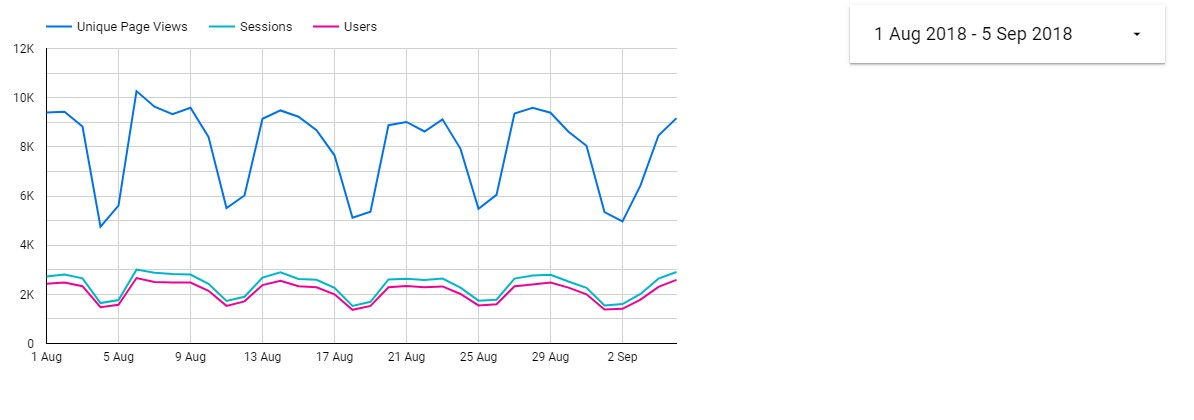 Unique Page Views Sessions Users
1 Aug 2018 - 5 Sep 2018
12K
10K
8K
6K
4K
2K
0
1 Aug 5 Aug 9 Aug 13 Aug 17 Aug 21 Aug 25 Aug 29 Aug 2 Sep